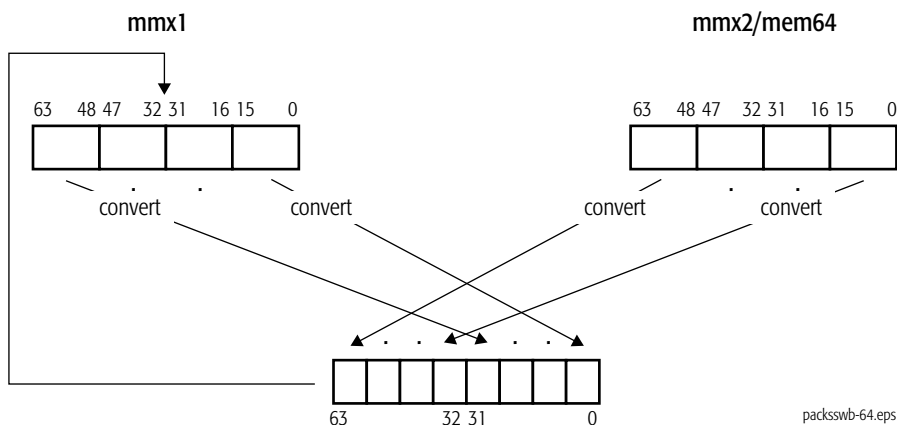 mmx1 mmx2/mem64
63 48 47 32 31 16 15 0 63 48 47 32 31 16 15 0
. . . .
convert convert convert convert
. . . .
63 32 31 0
packsswb-64.eps